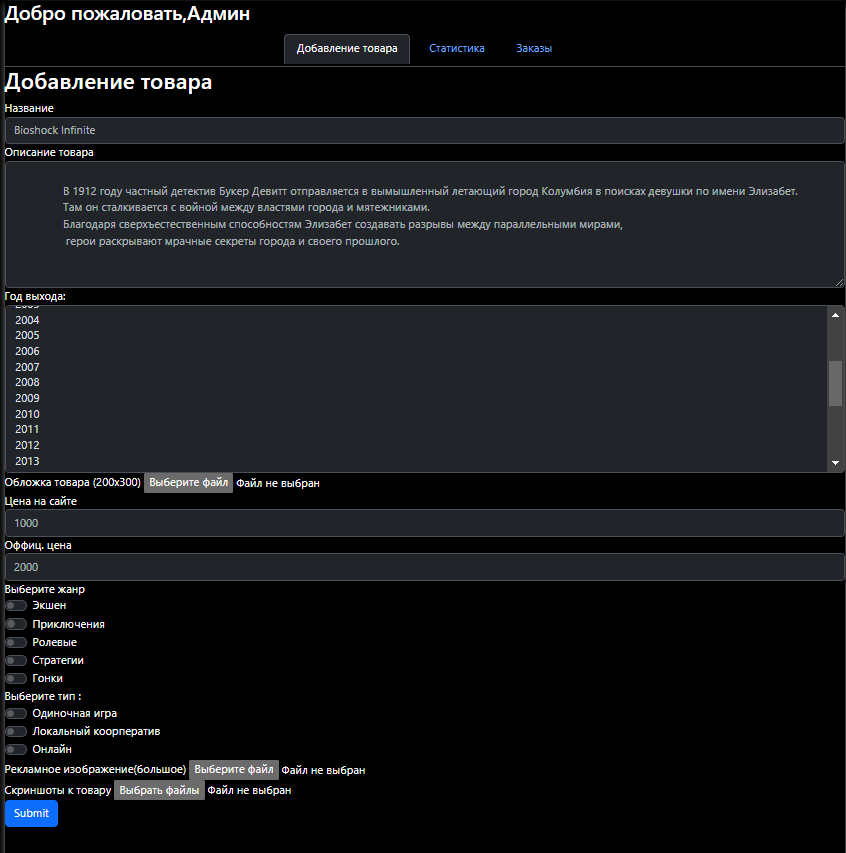 Добро пожаловать,Админ
Добавление товара Статистика Заказы
Добавление товара
Название
Bioshock Infinite
Описание товара
В 1912 году частный детектив Букер Девитт отправляется в вымышленный летающий город Колумбия в поисках девушки по имени Элизабет.
Там он сталкивается с войной между властями города и мятежниками.
Благодаря сверхъестественным способностям Элизабет создавать разрывы между параллельными мирами,
герои раскрывают мрачные секреты города и своего прошлого.
Год выхода:
2004
2005
2006
2007
2008
2009
2010
2011
2012
2013
Обложка товара (200x300) Выберите файл Файл не выбран
Цена на сайте
1000
Оффиц. цена
2000
Выберите жанр
Экшен
Приключения
Ролевые
Стратегии
Гонки
Выберите тип :
Одиночная игра
Локальный коорператив
Онлайн
Рекламное изображение(большое) Выберите файл Файл не выбран
Скриншоты к товару Выбрать файлы Файл не выбран
Submit